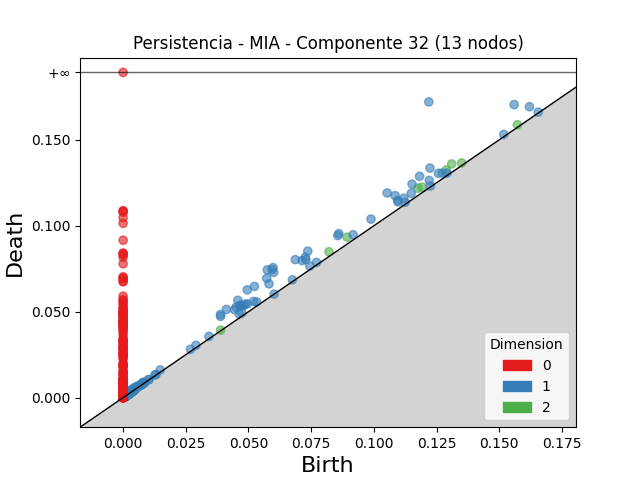 Persistencia - MIA - Componente 32 (13 nodos)
+∞
0.150
0.100
0.050
0.000
Death
Dimension
0
1
2
0.000 0.025 0.050 0.075 0.100 0.125 0.150 0.175
Birth